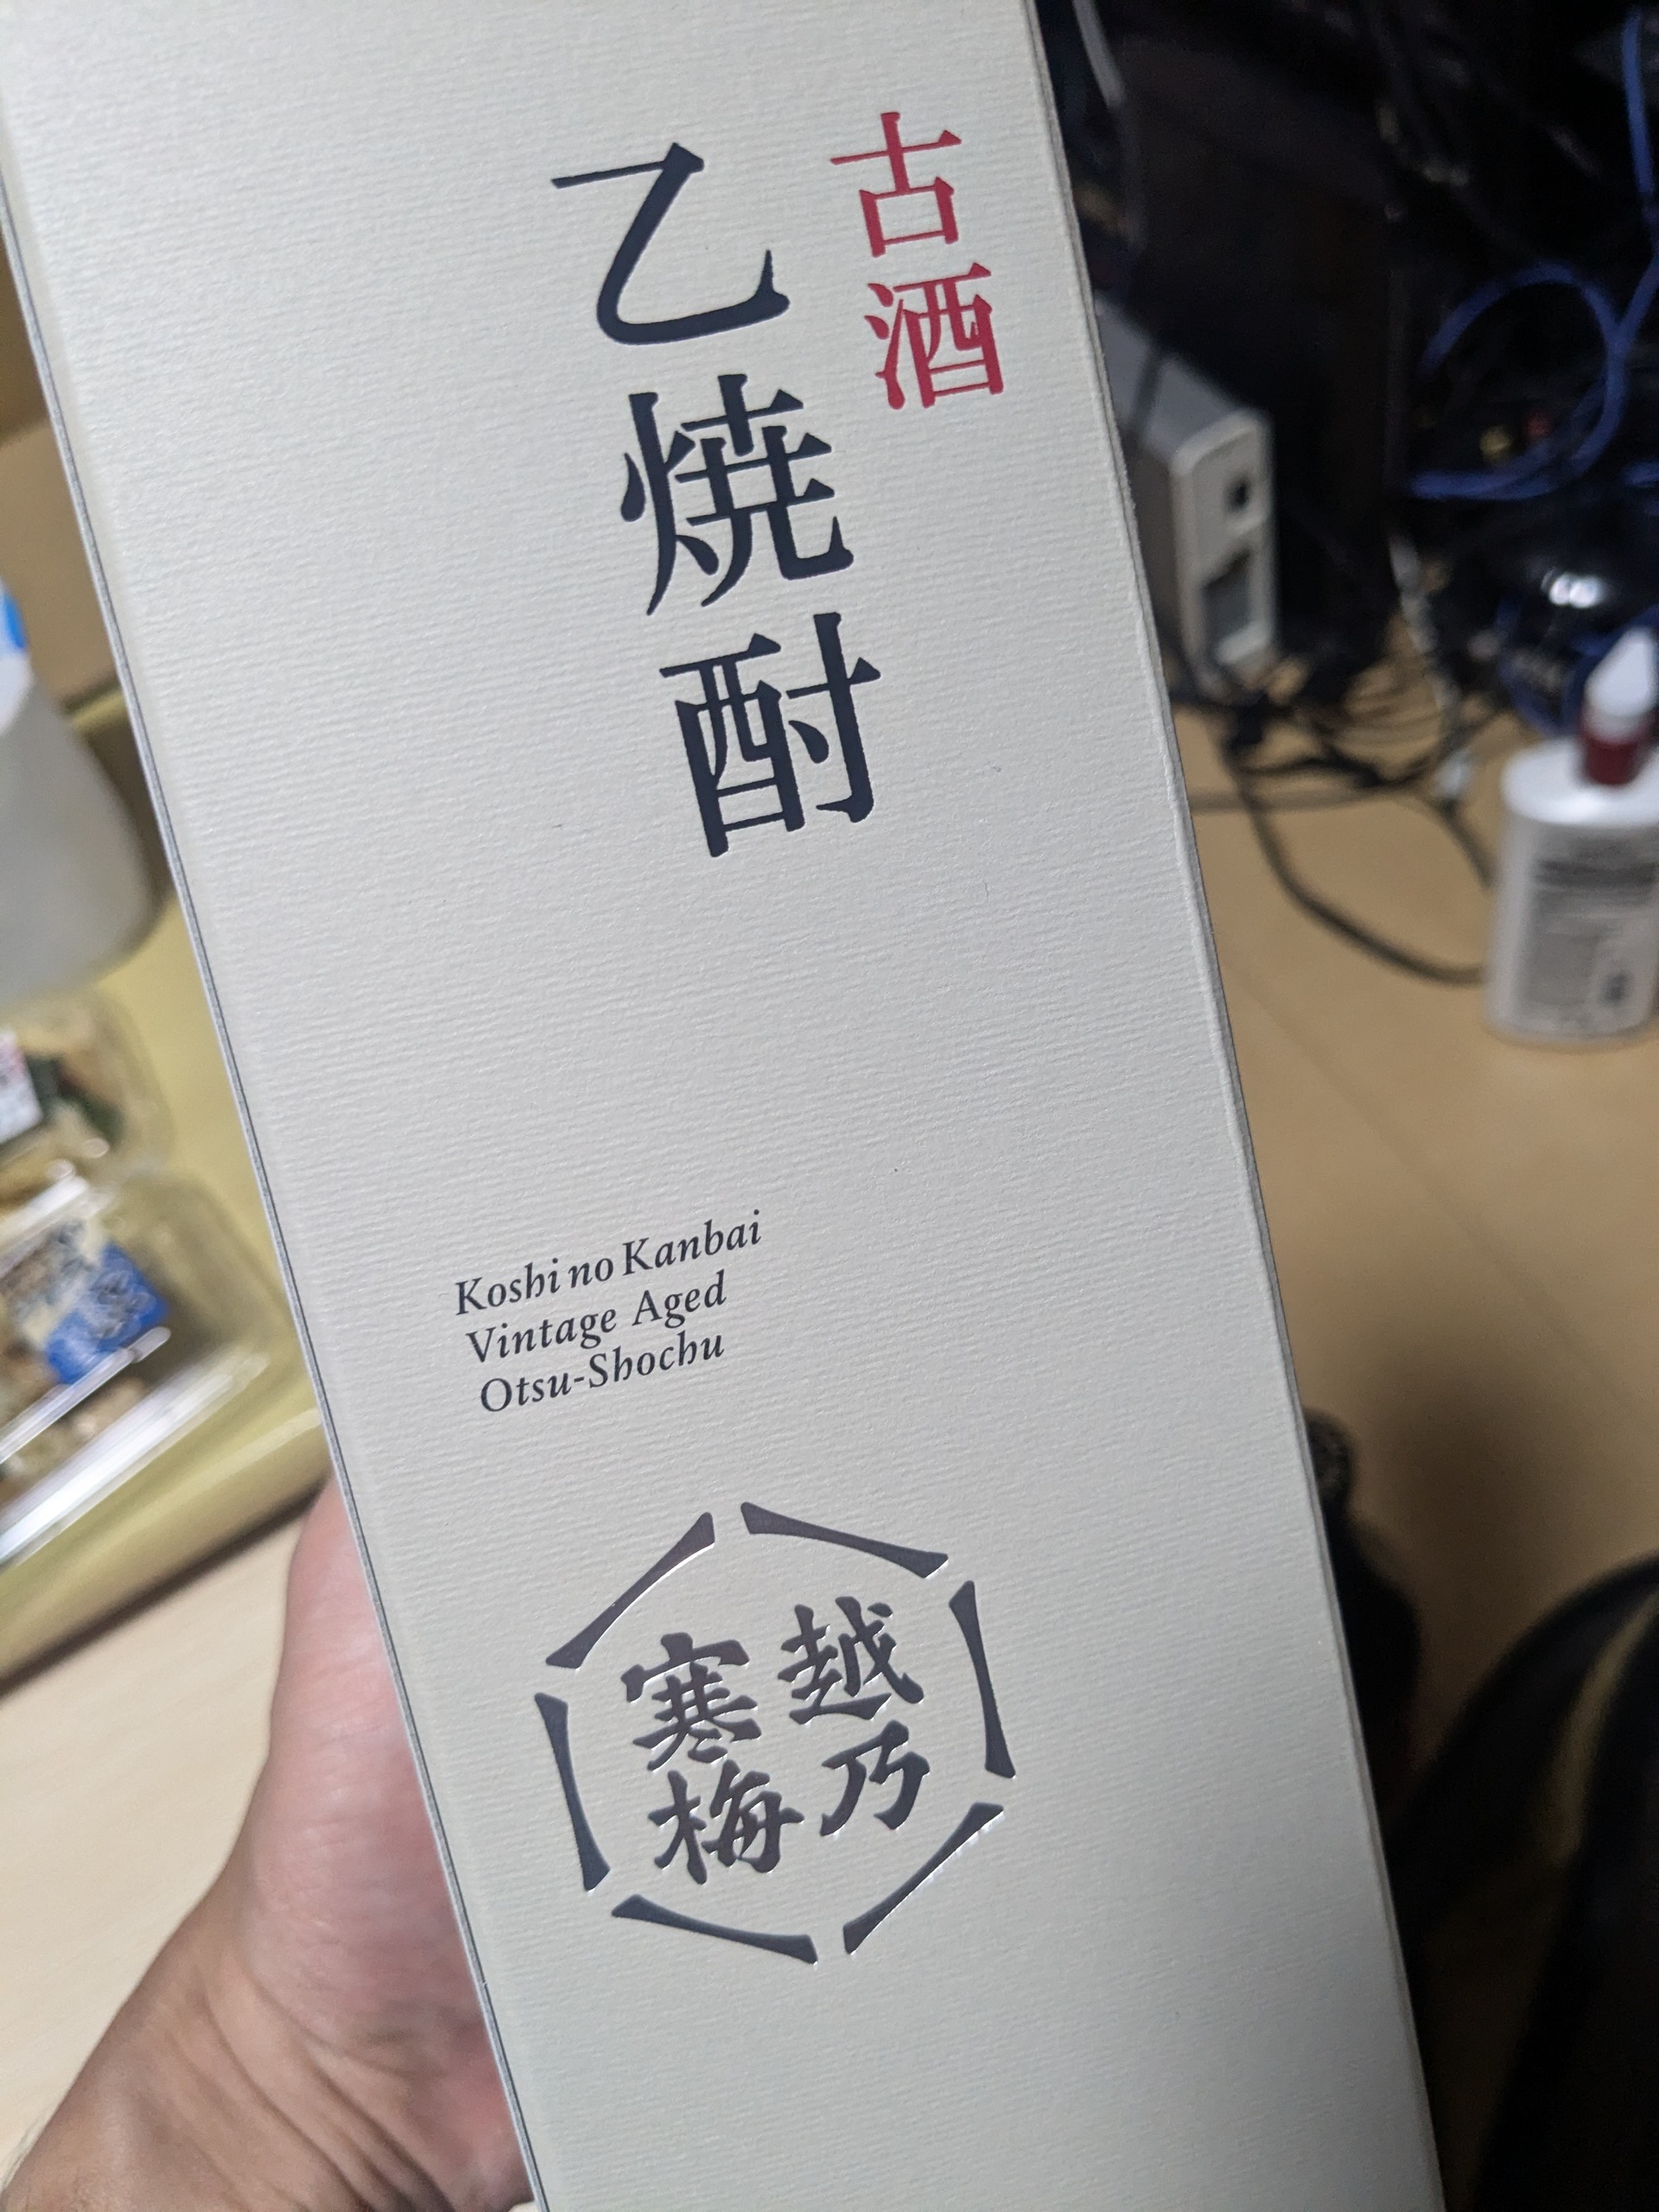 古酒
乙焼酎
Koshi no Kanbai
Vintage Aged
Otsu-Shochu
越乃
寒梅